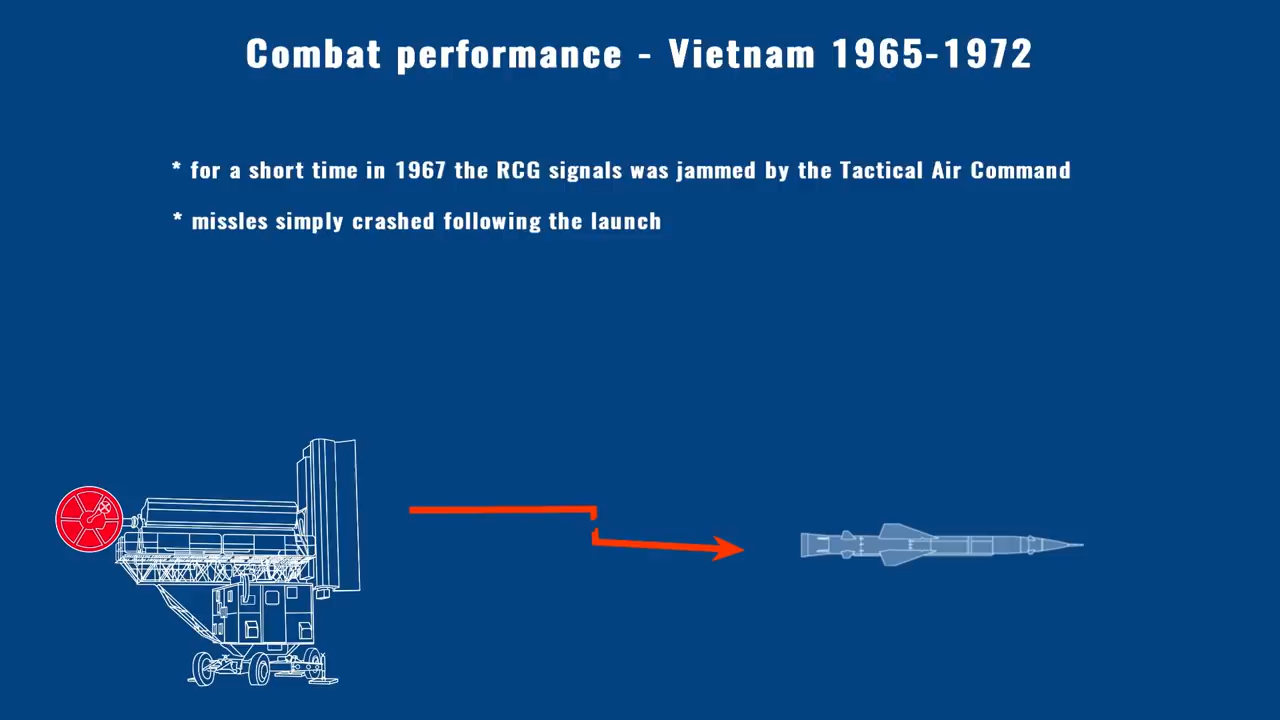 Combat performance - Vietnam 1965-1972
* for a short time in 1967 the RCG signals was jammed by the Tactical Air Command
* missles simply crashed following the launch